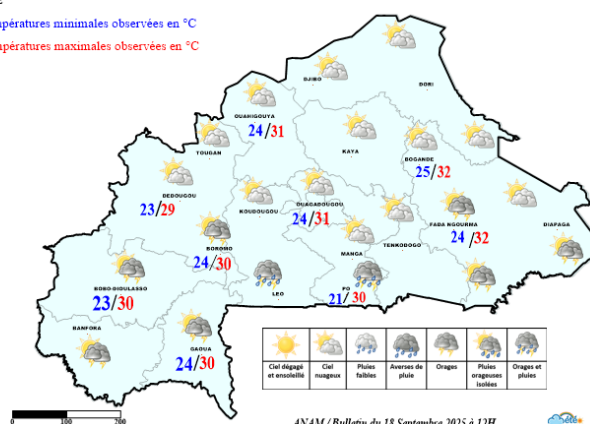 pératures minimales observées en °C
pératures maximales observées en °C
DJIBO
DORI
OUAHIGOUYA
24/31
TOUGAN
KAYA
BOGANDE
25/32
DEDOUGOU
23/29
KOUDOUGOU
OUAGADOUGOU
24/31
FADA NGOURMA
24/32
DIAPAGA
BOROMO
24/30
MANGA
TENKODOGO
BOBO-DIOULASSO
23/30
LEO
PO
21/30
BANFORA
GAOUA
24/30
Ciel dégagé et ensoleillé
Ciel nuageux
Pluies faibles
Averses de pluie
Orages
Pluies orageuses isolées
Orages et pluies
0 100 200
ANAM / Bulletin du 18 Septembre 2025 à 12H